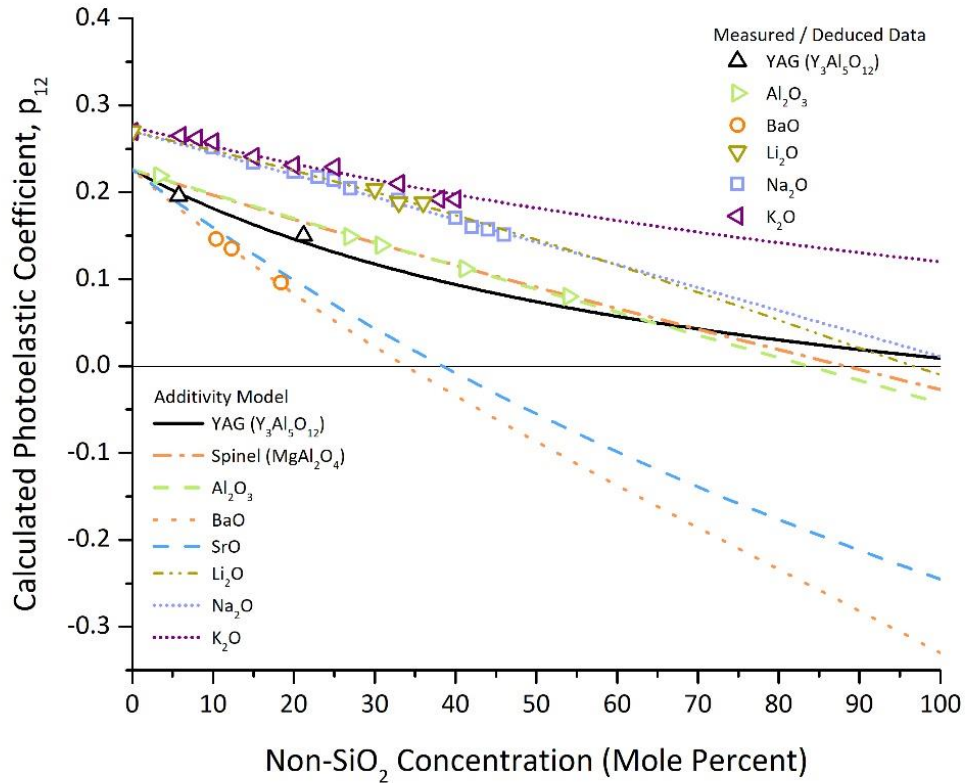 0.4
0.3
0.2
0.1
0.0
-0.1
-0.2
-0.3
Calculated Photoelastic Coefficient, p₁₂
Measured / Deduced Data
YAG (Y₃Al₅O₁₂)
Al₂O₃
BaO
Li₂O
Na₂O
K₂O
Additivity Model
YAG (Y₃Al₅O₁₂)
Spinel (MgAl₂O₄)
Al₂O₃
BaO
SrO
Li₂O
Na₂O
K₂O
0 10 20 30 40 50 60 70 80 90 100
Non-SiO₂ Concentration (Mole Percent)